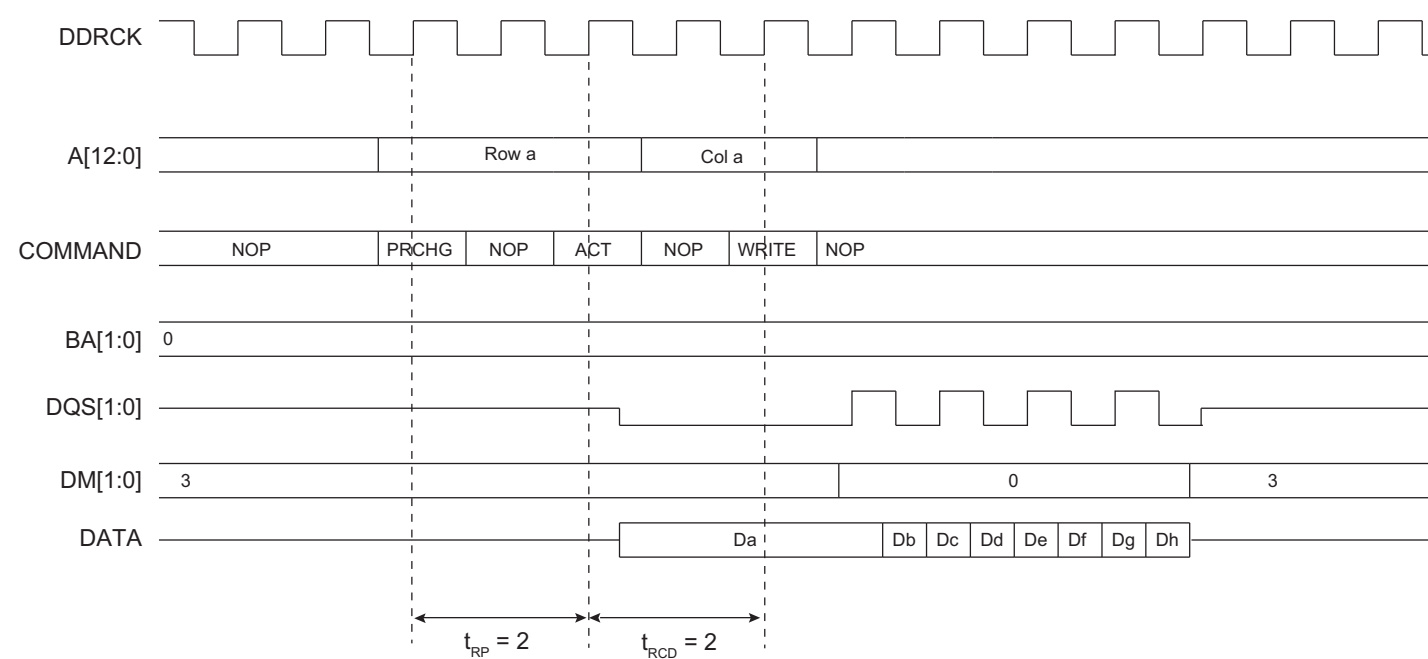 DDRCK
A[12:0] Row a Col a
COMMAND NOP PRCHG NOP ACT NOP WRITE NOP
BA[1:0] 0
DQS[1:0]
DM[1:0] 3 0 3
DATA Da Db Dc Dd De Df Dg Dh
tRP = 2 tRCD = 2